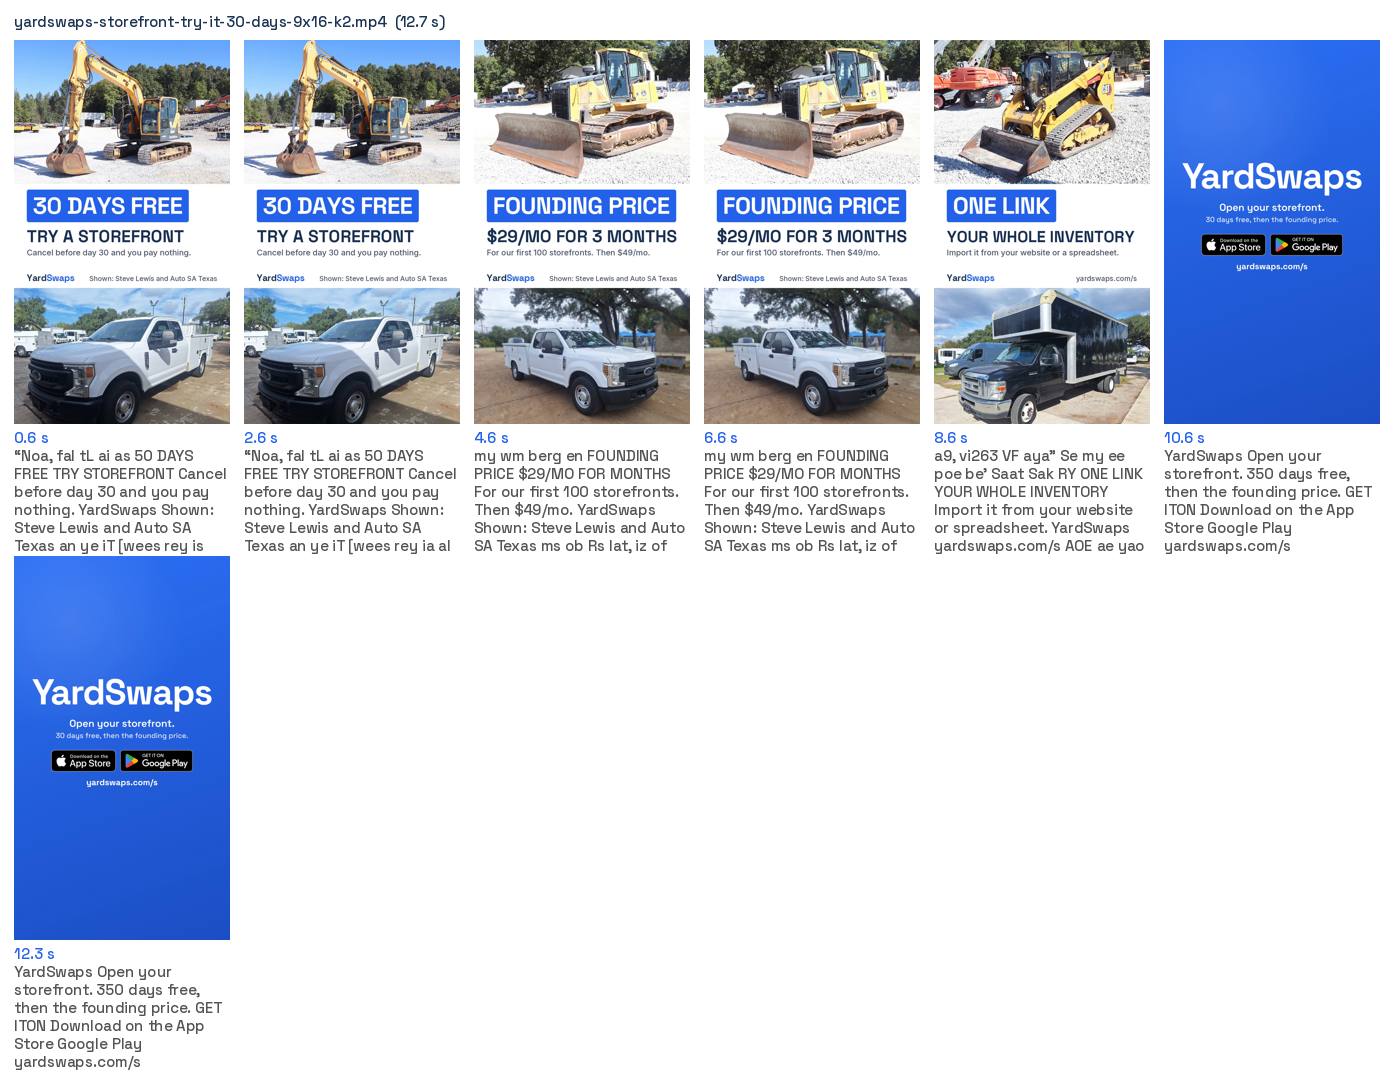 yardswaps-storefront-try-it-30-days-9x16-k2.mp4 (12.7 s)
30 DAYS FREE
TRY A STOREFRONT
Cancel before day 30 and you pay nothing.
YardSwaps
Shown: Steve Lewis and Auto SA Texas
0.6 s
“Noa, fal tL ai as 50 DAYS
FREE TRY STOREFRONT Cancel
before day 30 and you pay
nothing. YardSwaps Shown:
Steve Lewis and Auto SA
Texas an ye iT [wees rey is
30 DAYS FREE
TRY A STOREFRONT
Cancel before day 30 and you pay nothing.
YardSwaps
Shown: Steve Lewis and Auto SA Texas
2.6 s
“Noa, fal tL ai as 50 DAYS
FREE TRY STOREFRONT Cancel
before day 30 and you pay
nothing. YardSwaps Shown:
Steve Lewis and Auto SA
Texas an ye iT [wees rey ia al
FOUNDING PRICE
$29/MO FOR 3 MONTHS
For our first 100 storefronts. Then $49/mo.
YardSwaps
Shown: Steve Lewis and Auto SA Texas
4.6 s
my wm berg en FOUNDING
PRICE $29/MO FOR MONTHS
For our first 100 storefronts.
Then $49/mo. YardSwaps
Shown: Steve Lewis and Auto
SA Texas ms ob Rs lat, iz of
FOUNDING PRICE
$29/MO FOR 3 MONTHS
For our first 100 storefronts. Then $49/mo.
YardSwaps
Shown: Steve Lewis and Auto SA Texas
6.6 s
my wm berg en FOUNDING
PRICE $29/MO FOR MONTHS
For our first 100 storefronts.
Then $49/mo. YardSwaps
Shown: Steve Lewis and Auto
SA Texas ms ob Rs lat, iz of
ONE LINK
YOUR WHOLE INVENTORY
Import it from your website or a spreadsheet.
YardSwaps
yardswaps.com/s
8.6 s
a9, vi263 VF aya” Se my ee
poe be’ Saat Sak RY ONE LINK
YOUR WHOLE INVENTORY
Import it from your website
or spreadsheet. YardSwaps
yardswaps.com/s AOE ae yao
YardSwaps
Open your storefront.
30 days free, then the founding price.
Download on the
App Store
GET IT ON
Google Play
yardswaps.com/s
10.6 s
YardSwaps Open your
storefront. 350 days free,
then the founding price. GET
ITON Download on the App
Store Google Play
yardswaps.com/s
YardSwaps
Open your storefront.
30 days free, then the founding price.
Download on the
App Store
GET IT ON
Google Play
yardswaps.com/s
12.3 s
YardSwaps Open your
storefront. 350 days free,
then the founding price. GET
ITON Download on the App
Store Google Play
yardswaps.com/s